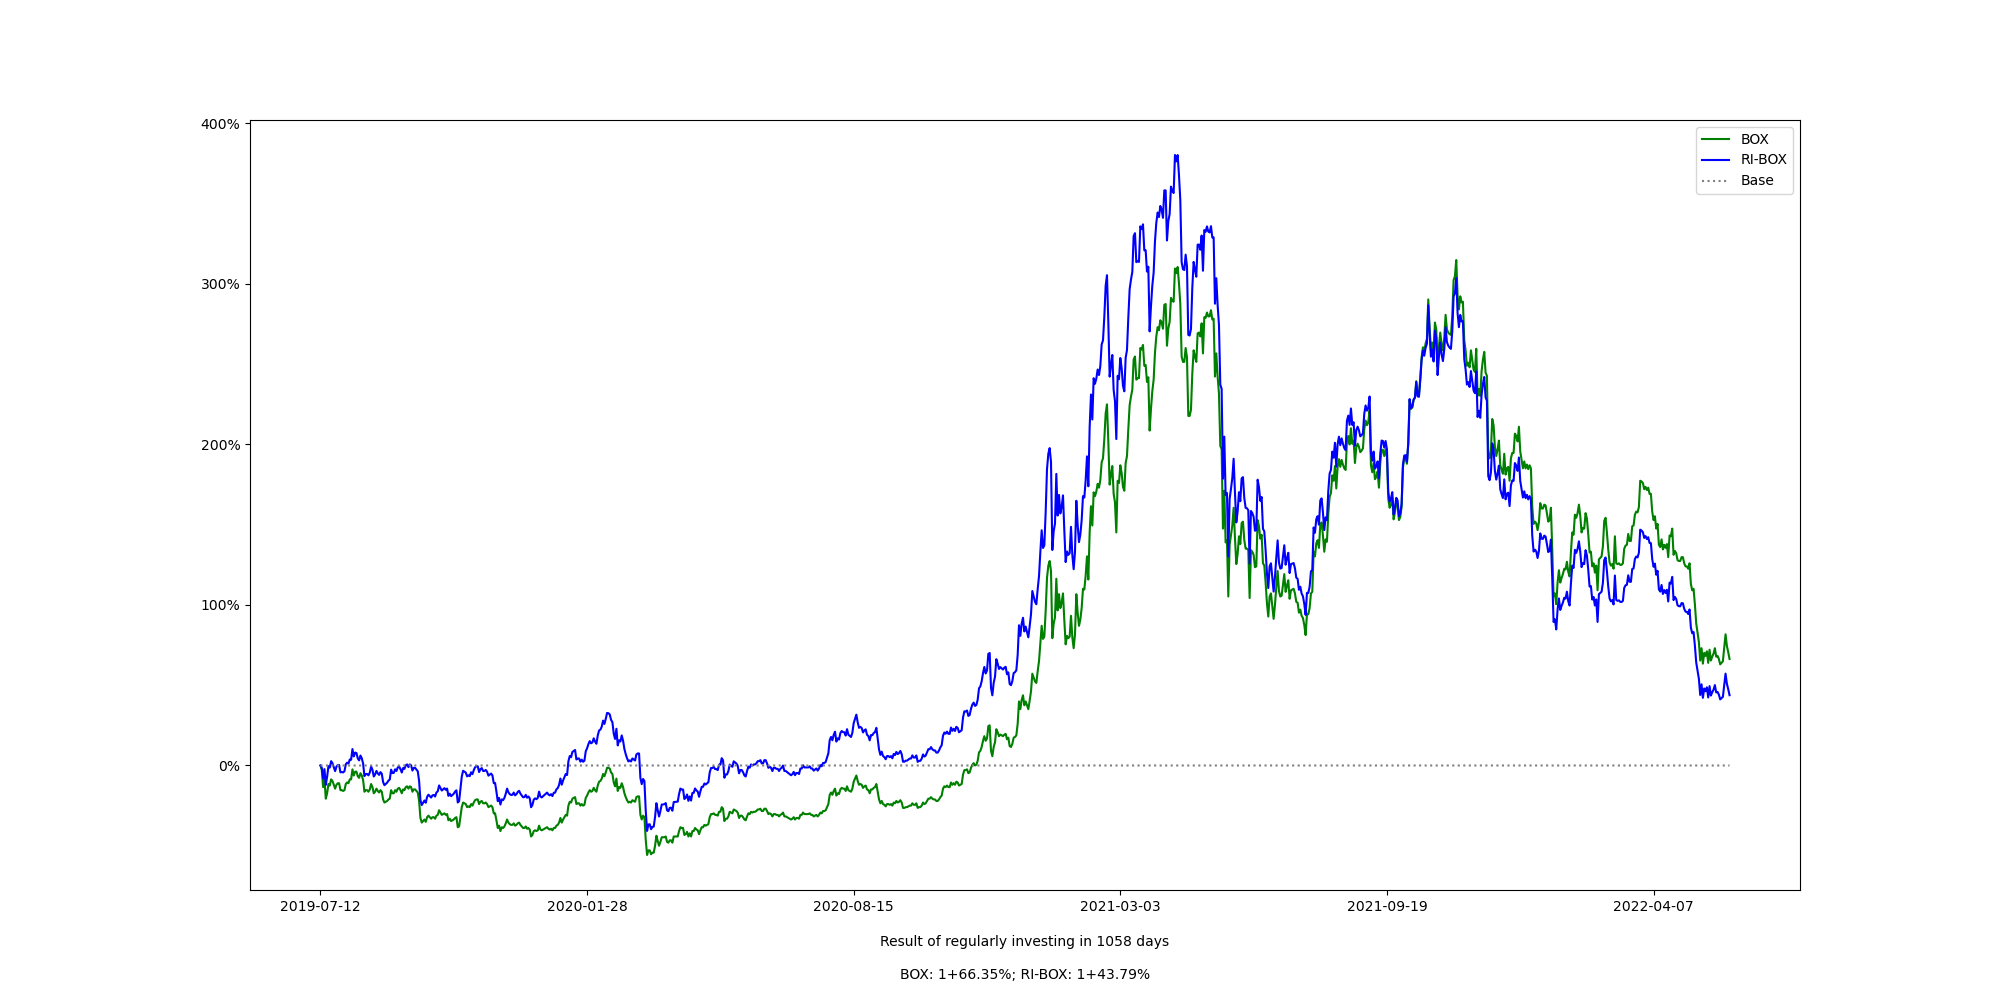 400%
300%
200%
100%
0%
BOX
RI-BOX
Base
2019-07-12 2020-01-28 2020-08-15 2021-03-03 2021-09-19 2022-04-07
Result of regularly investing in 1058 days
BOX: 1+66.35%; RI-BOX: 1+43.79%